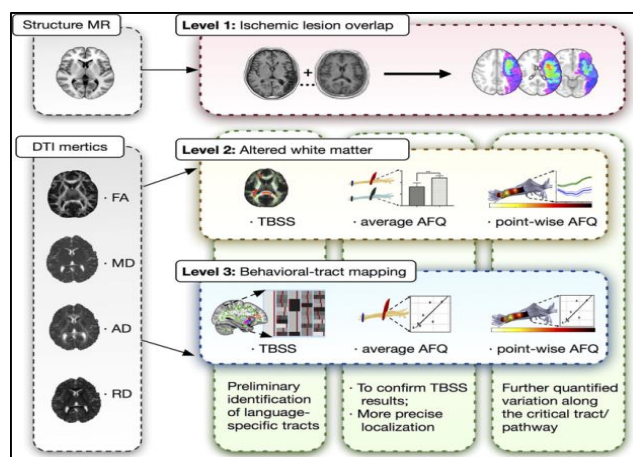 Structure MR
Level 1: Ischemic lesion overlap
+
...
DTI mertics
· FA
· MD
· AD
· RD
Level 2: Altered white matter
· TBSS
· average AFQ
· point-wise AFQ
Level 3: Behavioral-tract mapping
· TBSS
· average AFQ
· point-wise AFQ
Preliminary
identification
of language-
specific tracts
· To confirm TBSS
results;
· More precise
localization
Further quantified
variation along
the critical tract/
pathway